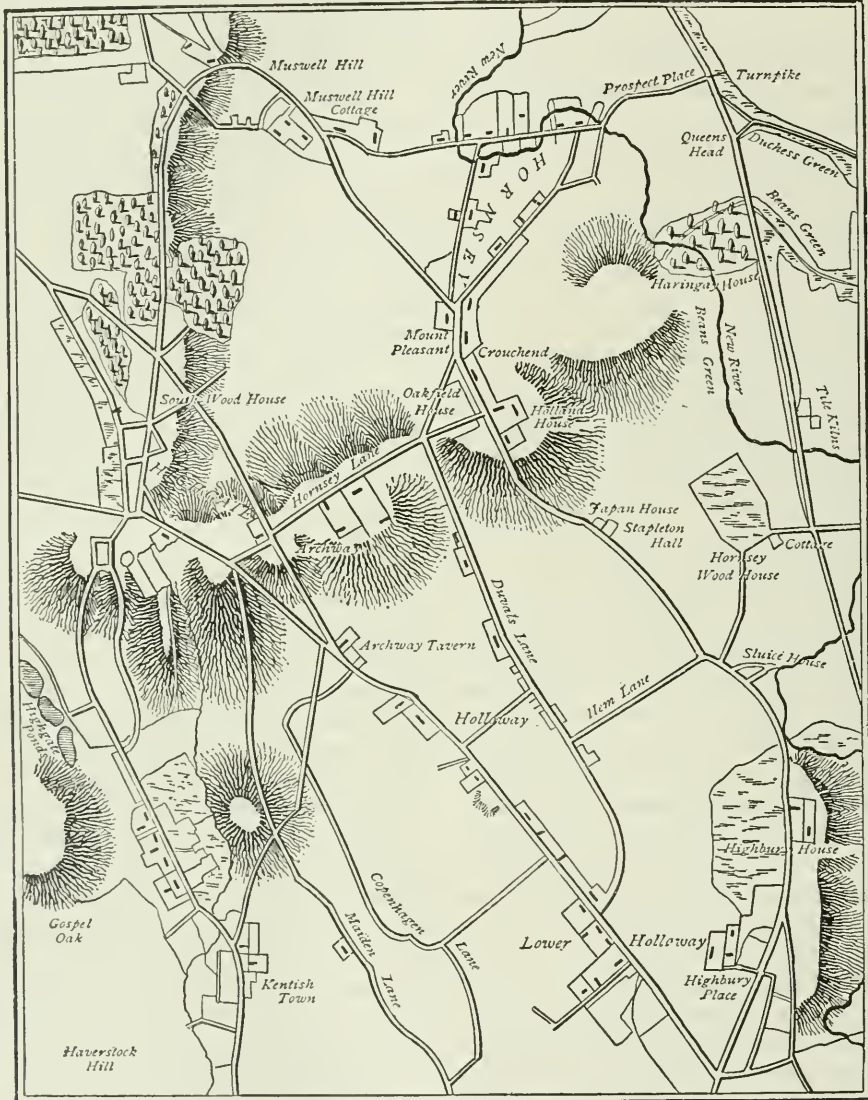 Muswell Hill
Muswell Hill
Cottage
New River
Prospect Place
Turnpike
Queens
Head
Duchess Green
HORNSEY
Beans Green
Haringay House
Mount
Pleasant
Crouchend
New River
Beans Green
South Wood House
Oakfield
House
Holland
House
Tile Kilns
Hornsey Lane
Archway
Japan House
Stapleton
Hall
Hornsey
Wood House
Cottage
Duvals Lane
Archway Tavern
Sluice House
Hem Lane
Holloway
Highgate
Pond
Highbury House
Copenhagen
Lane
Maiden
Lane
Gospel
Oak
Lower Holloway
Highbury
Place
Kentish
Town
Haverstock
Hill